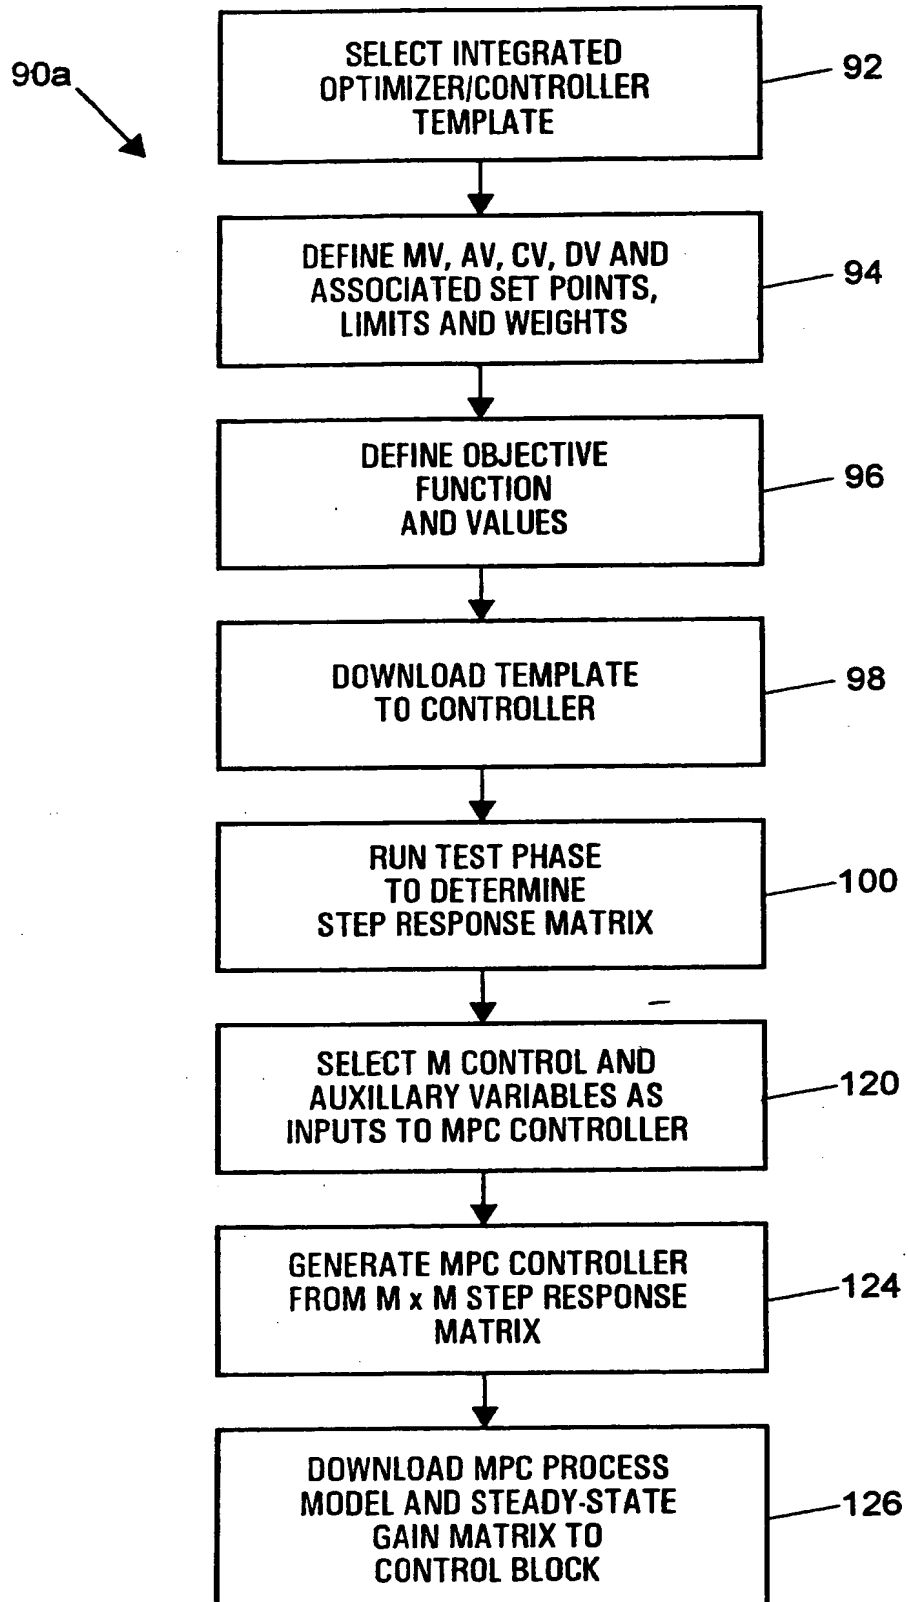 90a
SELECT INTEGRATED
OPTIMIZER/CONTROLLER
TEMPLATE
92
DEFINE MV, AV, CV, DV AND
ASSOCIATED SET POINTS,
LIMITS AND WEIGHTS
94
DEFINE OBJECTIVE
FUNCTION
AND VALUES
96
DOWNLOAD TEMPLATE
TO CONTROLLER
98
RUN TEST PHASE
TO DETERMINE
STEP RESPONSE MATRIX
100
SELECT M CONTROL AND
AUXILLARY VARIABLES AS
INPUTS TO MPC CONTROLLER
120
GENERATE MPC CONTROLLER
FROM M x M STEP RESPONSE
MATRIX
124
DOWNLOAD MPC PROCESS
MODEL AND STEADY-STATE
GAIN MATRIX TO
CONTROL BLOCK
126